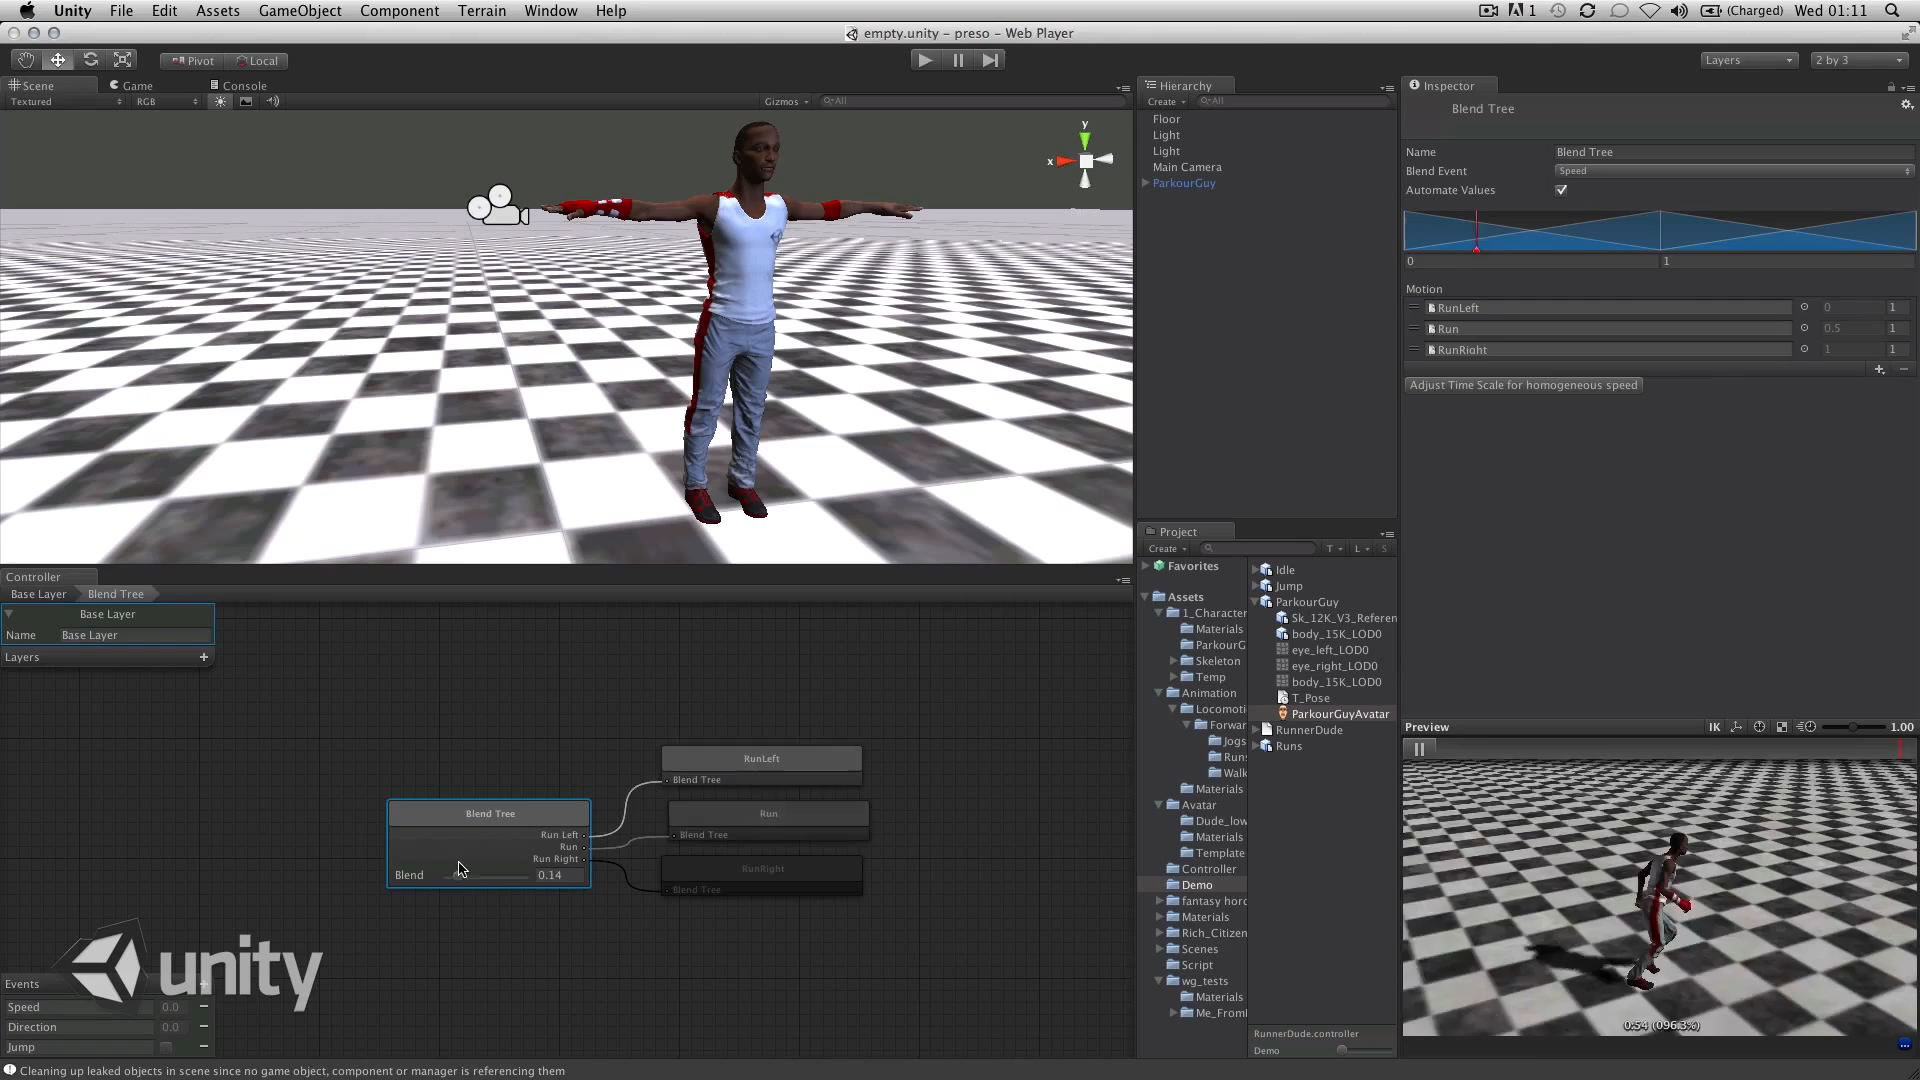 Unity File Edit Assets GameObject Component Terrain Window Help
1 (Charged) Wed 01:11
empty.unity - preso - Web Player
Pivot Local
Layers 2 by 3
Scene Game Console
Textured RGB Gizmos All
y
x
Hierarchy
Create All
Floor
Light
Light
Main Camera
ParkourGuy
Inspector
Blend Tree
Name Blend Tree
Blend Event Speed
Automate Values
0 1
Motion
RunLeft 0 1
Run 0.5 1
RunRight 1 1
Adjust Time Scale for homogeneous speed
Project
Create T L S
Favorites
Assets
1_Character
Materials
ParkourG
Skeleton
Temp
Animation
Locomoti
Forwar
Jogs
Runs
Walk
Materials
Avatar
Dude_low
Materials
Template
Controller
Demo
fantasy hord
Materials
Rich_Citizen
Scenes
Script
wg_tests
Materials
Me_FromI
Idle
Jump
ParkourGuy
Sk_12K_V3_Referen
body_15K_LOD0
eye_left_LOD0
eye_right_LOD0
body_15K_LOD0
T_Pose
ParkourGuyAvatar
RunnerDude
Runs
RunnerDude.controller
Demo
Preview IK 1.00
0:54 (096.3%)
Controller
Base Layer Blend Tree
Base Layer
Name Base Layer
Layers
Blend Tree
Run Left
Run
Run Right
Blend 0.14
RunLeft
Blend Tree
Run
Blend Tree
RunRight
Blend Tree
unity
Events
Speed 0.0
Direction 0.0
Jump
Cleaning up leaked objects in scene since no game object, component or manager is referencing them